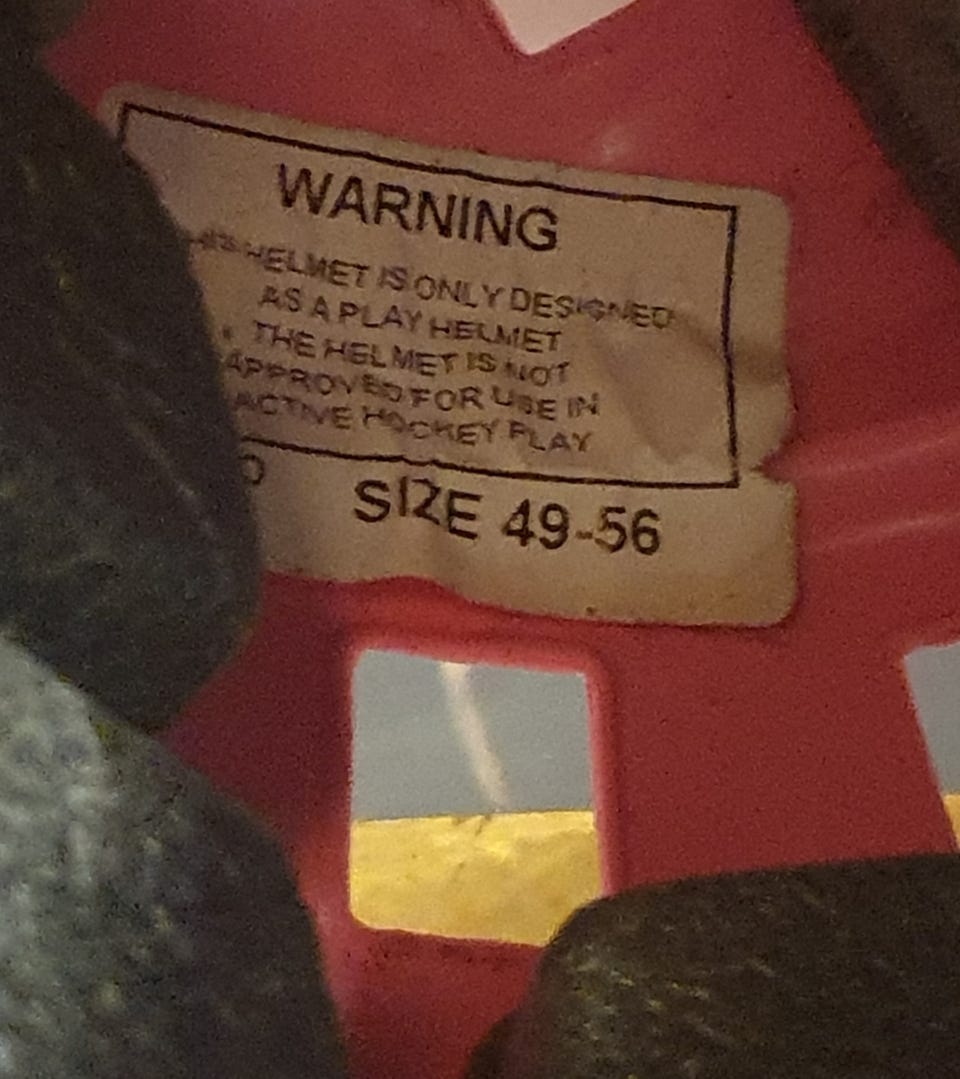 WARNING
HELMET IS ONLY DESIGNED
AS A PLAY HELMET
THE HELMET IS NOT
APPROVED FOR USE IN
ACTIVE HOCKEY PLAY
SIZE 49-56